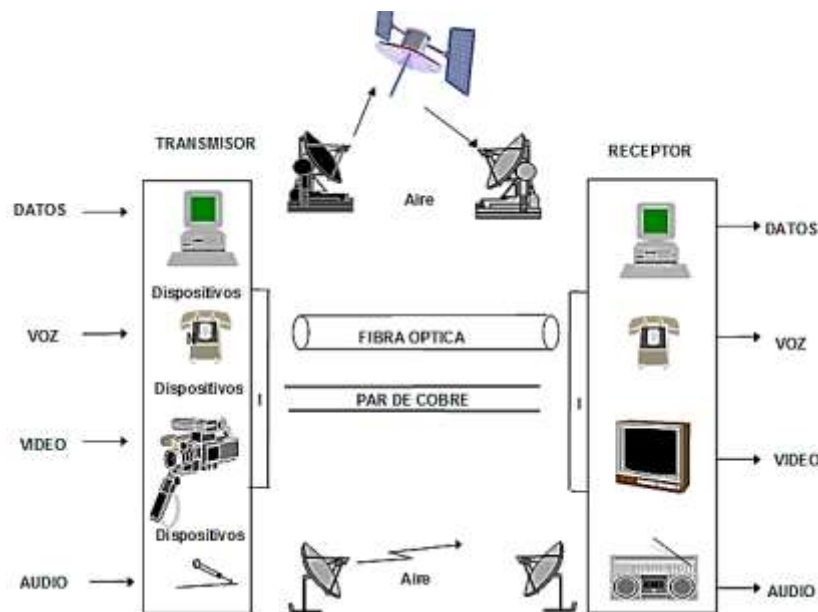 TRANSMISOR
RECEPTOR
Aire
DATOS
DATOS
Dispositivos
VOZ
N
FIBRA OPTICA
VOZ
Dispositivos
I
PAR DE COBRE
I
VIDEO
VIDEO
Dispositivos
AUDIO
Aire
AUDIO